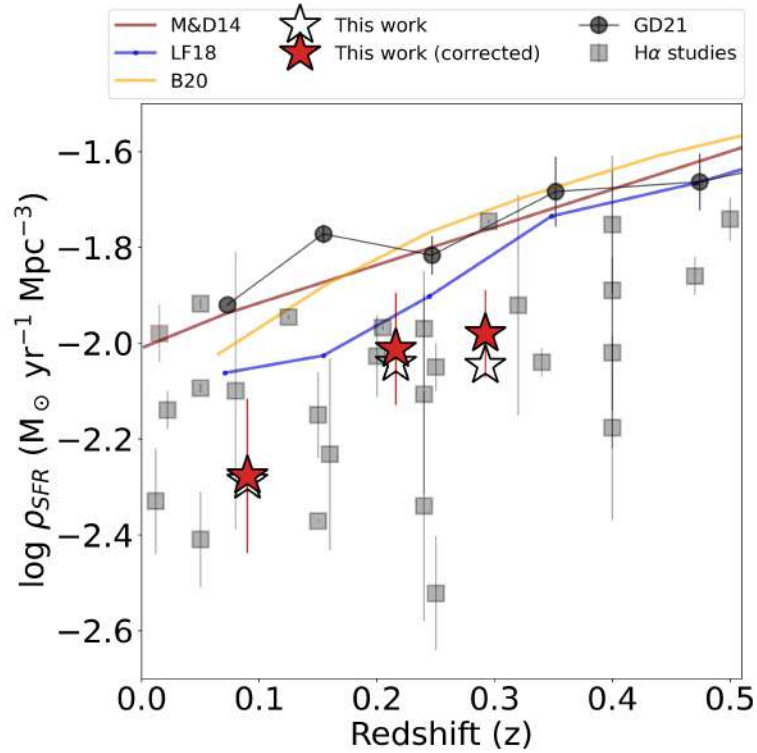 M&D14
LF18
B20
This work
This work (corrected)
GD21
Hα studies
log ρSFR (M⊙ yr−1 Mpc−3)
−1.6
−1.8
−2.0
−2.2
−2.4
−2.6
0.0 0.1 0.2 0.3 0.4 0.5
Redshift (z)